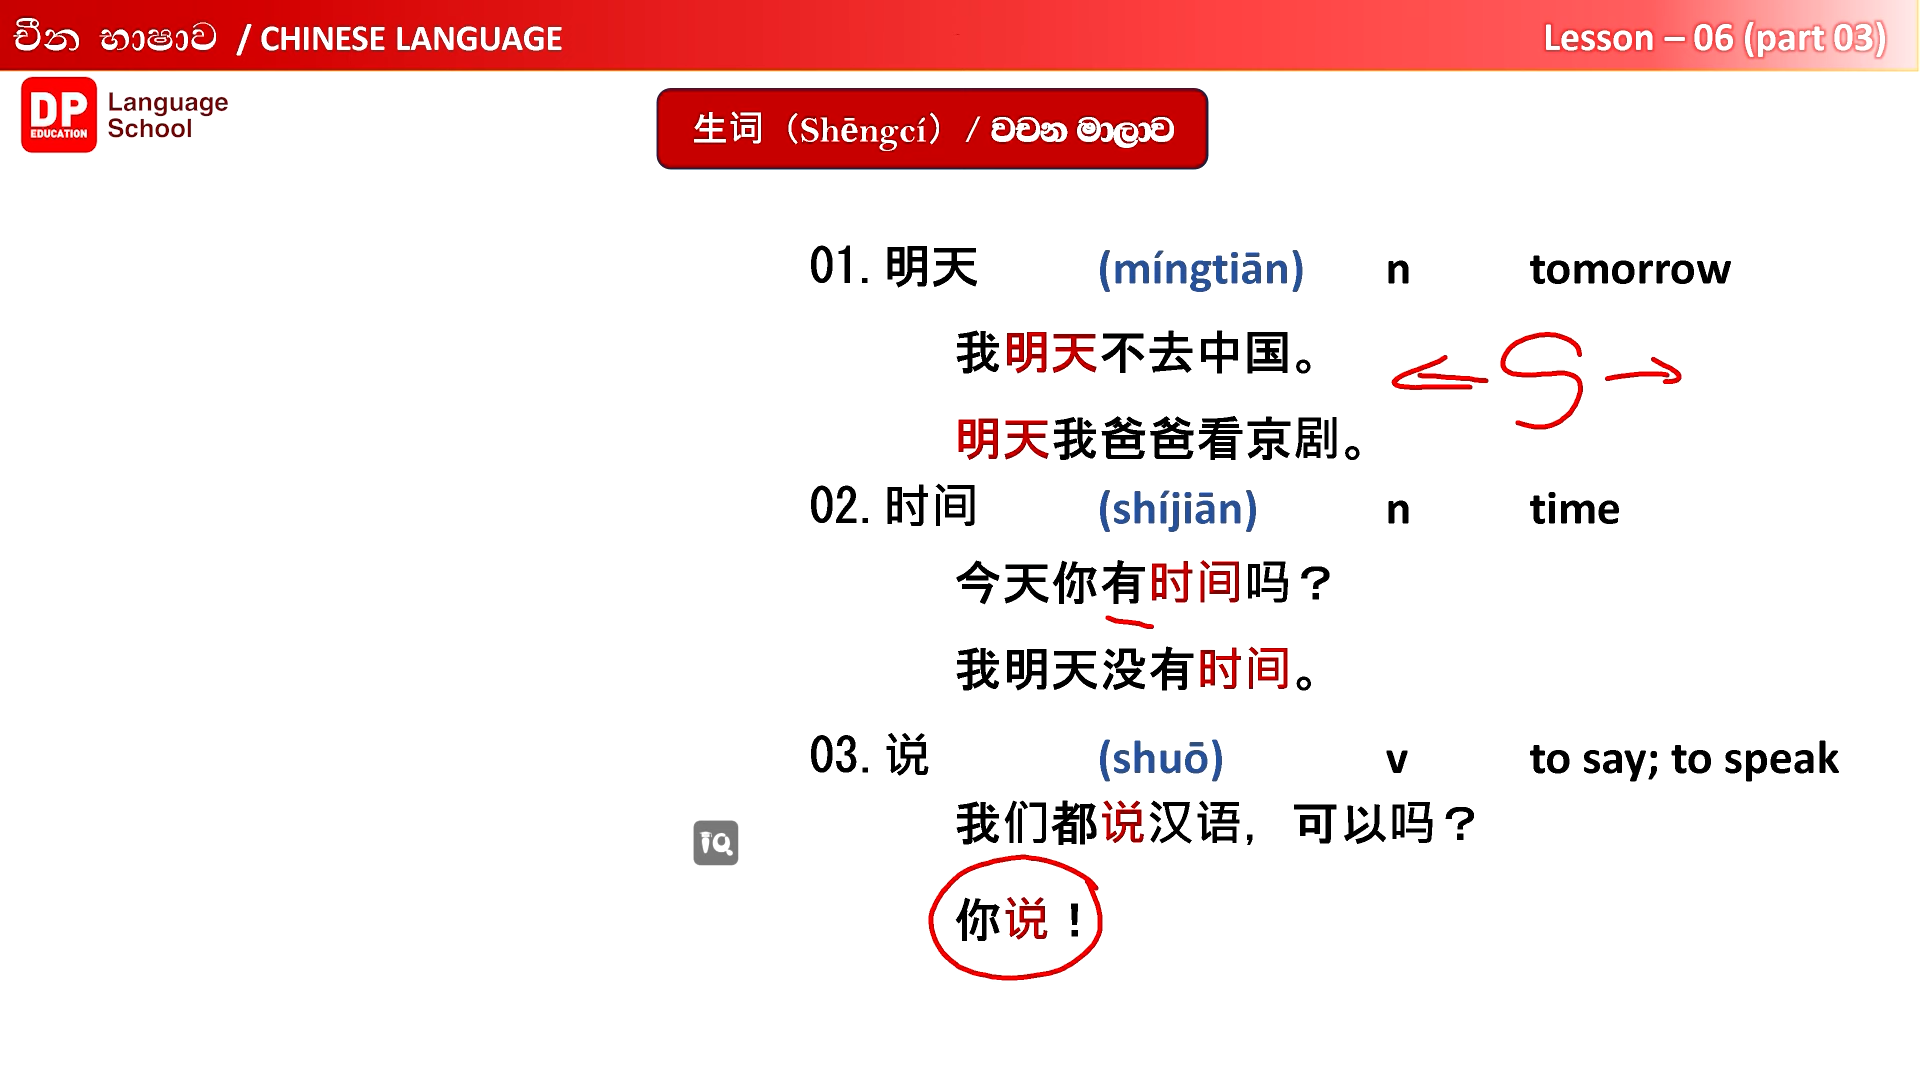 චීන භාෂාව / CHINESE LANGUAGE
Lesson – 06 (part 03)
DP EDUCATION
Language School
生词（Shēngcí）/ වචන මාලාව
01. 明天 (míngtiān) n tomorrow
我明天不去中国。
S
明天我爸爸看京剧。
02. 时间 (shíjiān) n time
今天你有时间吗？
我明天没有时间。
03. 说 (shuō) v to say; to speak
我们都说汉语，可以吗？
iQ
你说！